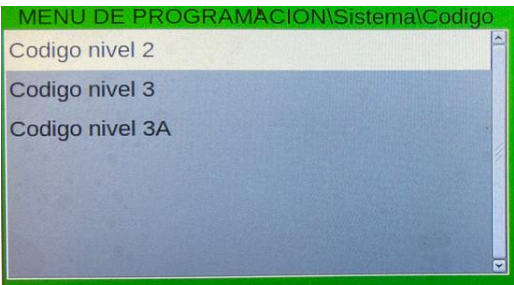 MENU DE PROGRAMACION\Sistema\Codigo
Codigo nivel 2
Codigo nivel 3
Codigo nivel 3A